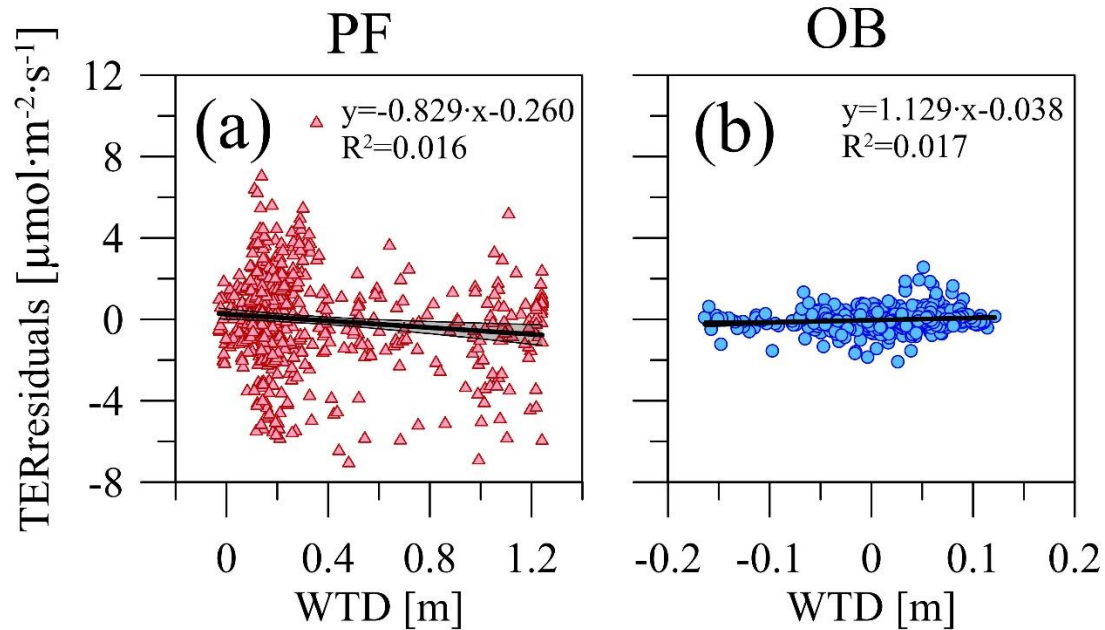 PF
OB
TERresiduals [μmol·m⁻²·s⁻¹]
12
8
4
0
-4
-8
(a)
y=-0.829·x-0.260
R²=0.016
(b)
y=1.129·x-0.038
R²=0.017
0 0.4 0.8 1.2
WTD [m]
-0.2 -0.1 0 0.1 0.2
WTD [m]